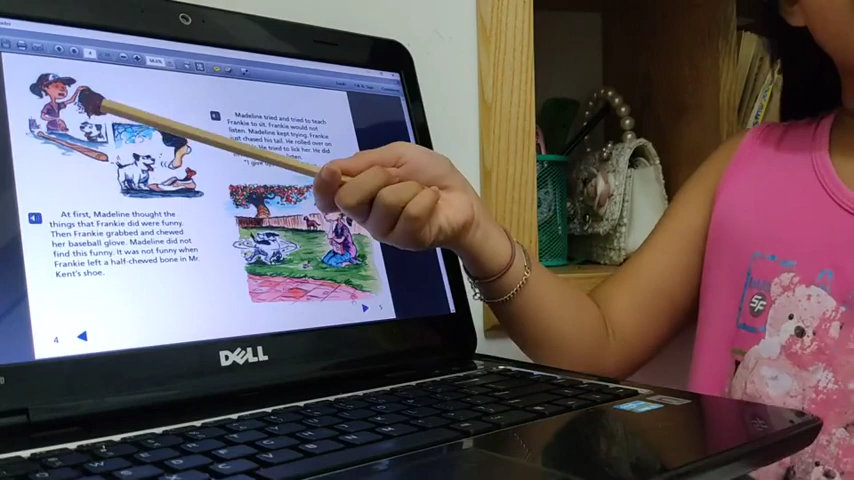 At first, Madeline thought the
things that Frankie did were funny.
Then Frankie grabbed and chewed
her baseball glove. Madeline did not
find this funny. It was not funny when
Frankie left a half-chewed bone in Mr.
Kent's shoe.
4
Madeline tried and tried to teach
Frankie to sit. Frankie would not
listen. Madeline kept trying. Frankie
just chased his tail. He rolled over on
He tried to lick her. He did
listen.
"I give
5
DELL